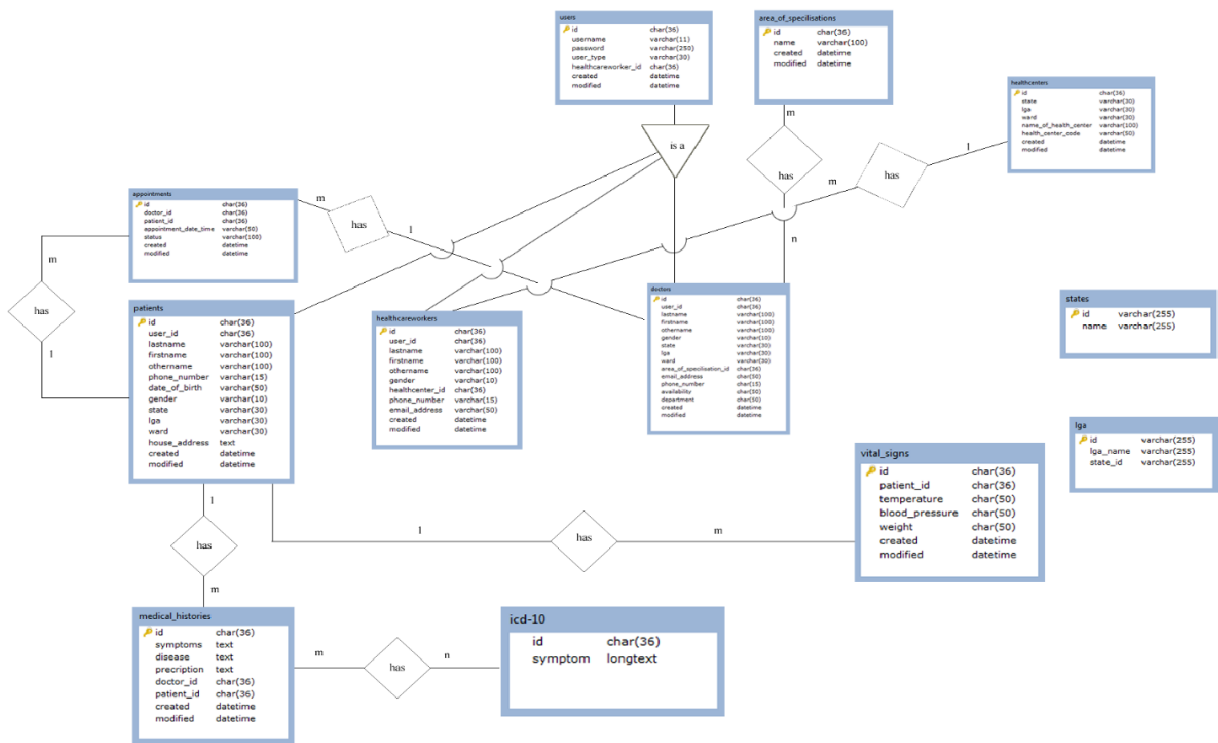 users
id char(36)
username varchar(11)
password varchar(250)
user_type varchar(30)
healthcareworker_id char(36)
created datetime
modified datetime
area_of_specilisations
id char(36)
name varchar(100)
created datetime
modified datetime
healthcenters
id char(36)
state varchar(30)
lga varchar(30)
ward varchar(30)
name_of_health_center varchar(100)
health_center_code varchar(50)
created datetime
modified datetime
is a
m
has
n
m
has
1
appointments
id char(36)
doctor_id char(36)
patient_id char(36)
appointment_date_time varchar(50)
status varchar(100)
created datetime
modified datetime
m
has
1
m
has
1
patients
id char(36)
user_id char(36)
lastname varchar(100)
firstname varchar(100)
othername varchar(100)
phone_number varchar(15)
date_of_birth varchar(50)
gender varchar(10)
state varchar(30)
lga varchar(30)
ward varchar(30)
house_address text
created datetime
modified datetime
healthcareworkers
id char(36)
user_id char(36)
lastname varchar(100)
firstname varchar(100)
othername varchar(100)
gender varchar(10)
healthcenter_id char(36)
phone_number varchar(15)
email_address varchar(50)
created datetime
modified datetime
doctors
id char(36)
user_id char(36)
lastname varchar(100)
firstname varchar(100)
othername varchar(100)
gender varchar(10)
state varchar(30)
lga varchar(30)
ward varchar(30)
area_of_specilisation_id char(36)
email_address char(50)
phone_number char(15)
availability char(50)
department char(50)
created datetime
modified datetime
states
id varchar(255)
name varchar(255)
lga
id varchar(255)
lga_name varchar(255)
state_id varchar(255)
vital_signs
id char(36)
patient_id char(36)
temperature char(50)
blood_pressure char(50)
weight char(50)
created datetime
modified datetime
1
has
m
1
has
m
medical_histories
id char(36)
symptoms text
disease text
precription text
doctor_id char(36)
patient_id char(36)
created datetime
modified datetime
m
has
n
icd-10
id char(36)
symptom longtext